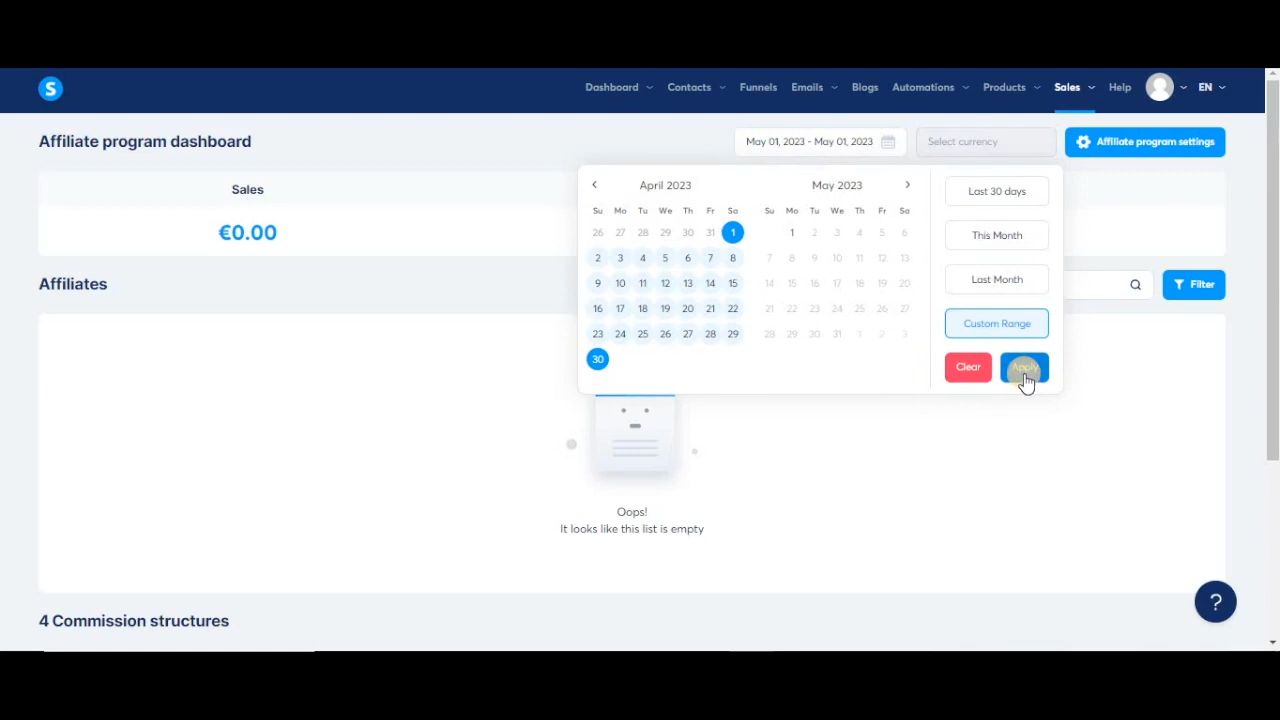 S
Dashboard
Contacts
Funnels
Emails
Blogs
Automations
Products
Sales
Help
EN
Affiliate program dashboard
May 01, 2023 - May 01, 2023
Select currency
Affiliate program settings
Sales
€0.00
April 2023
May 2023
Su Mo Tu We Th Fr Sa
26 27 28 29 30 31 1
2 3 4 5 6 7 8
9 10 11 12 13 14 15
16 17 18 19 20 21 22
23 24 25 26 27 28 29
30
Su Mo Tu We Th Fr Sa
1 2 3 4 5 6
7 8 9 10 11 12 13
14 15 16 17 18 19 20
21 22 23 24 25 26 27
28 29 30 31 1 2 3
Last 30 days
This Month
Last Month
Custom Range
Clear
Apply
Affiliates
Filter
Oops!
It looks like this list is empty
?
4 Commission structures